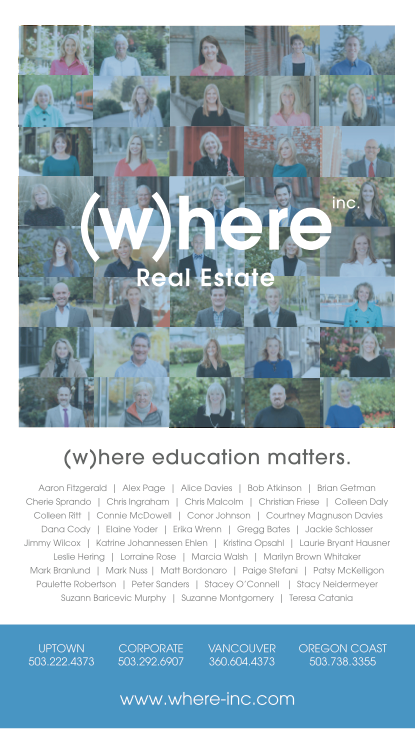 (w)here inc.
Real Estate
(w)here education matters.
Aaron Fitzgerald | Alex Page | Alice Davies | Bob Atkinson | Brian Getman
Cherie Sprando | Chris Ingraham | Chris Malcolm | Christian Friese | Colleen Daly
Colleen Ritt | Connie McDowell | Conor Johnson | Courtney Magnuson Davies
Dana Cody | Elaine Yoder | Erika Wrenn | Gregg Bates | Jackie Schlosser
Jimmy Wilcox | Katrine Johannessen Ehlen | Kristina Opsahl | Laurie Bryant Hausner
Leslie Hering | Lorraine Rose | Marcia Walsh | Marilyn Brown Whitaker
Mark Branlund | Mark Nuss | Matt Bordonaro | Paige Stefani | Patsy McKelligon
Paulette Robertson | Peter Sanders | Stacey O'Connell | Stacy Neidermeyer
Suzann Baricevic Murphy | Suzanne Montgomery | Teresa Catania
UPTOWN CORPORATE VANCOUVER OREGON COAST
503.222.4373 503.292.6907 360.604.4373 503.738.3355
www.where-inc.com